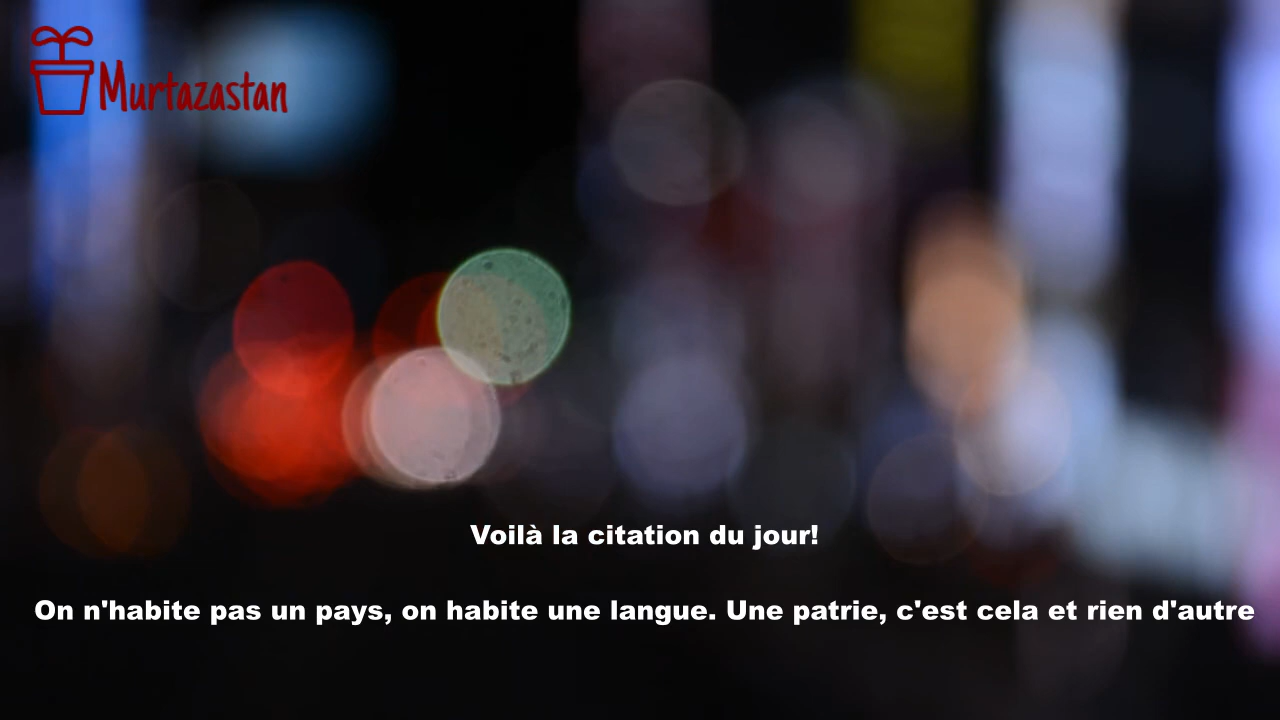 Murtazastan
Voilà la citation du jour!
On n'habite pas un pays, on habite une langue. Une patrie, c'est cela et rien d'autre